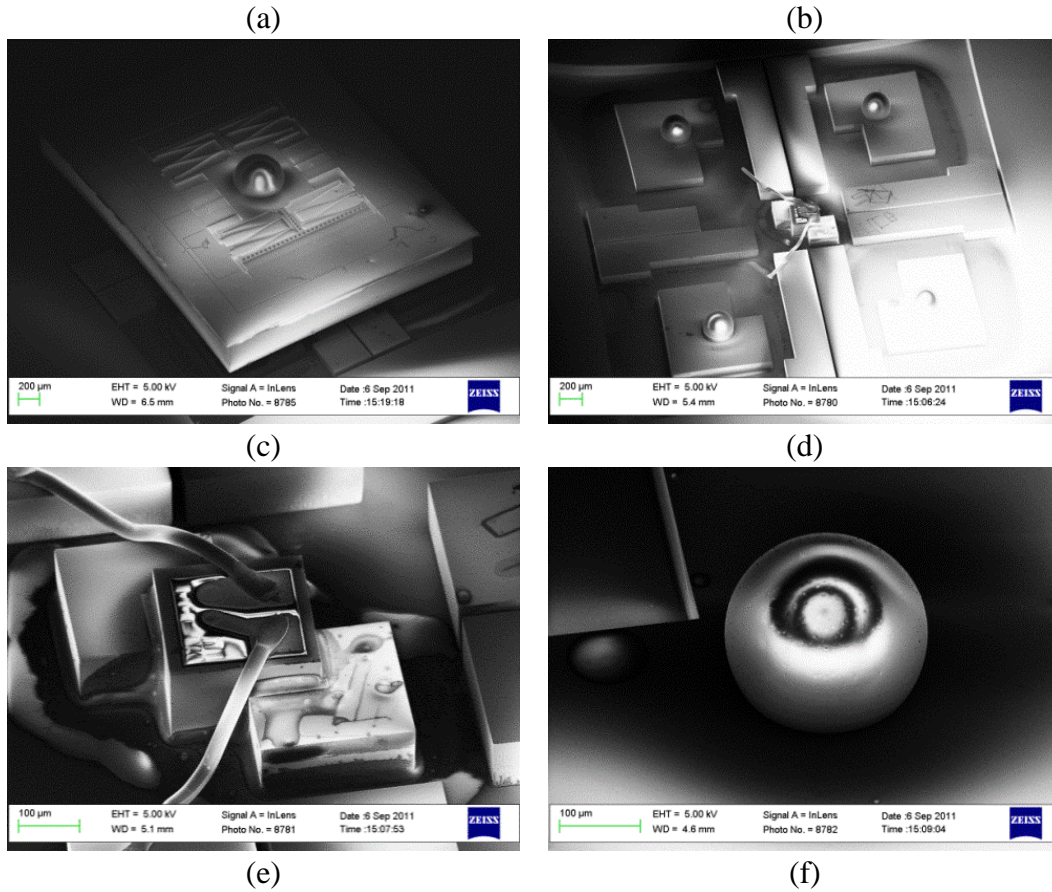 (a)
(b)
200 µm
EHT = 5.00 kV
Signal A = InLens
Date :6 Sep 2011
WD = 6.5 mm
Photo No. = 8785
Time :15:19:18
ZEISS
200 µm
EHT = 5.00 kV
Signal A = InLens
Date :6 Sep 2011
WD = 5.4 mm
Photo No. = 8780
Time :15:06:24
ZEISS
(c)
(d)
100 µm
EHT = 5.00 kV
Signal A = InLens
Date :6 Sep 2011
WD = 5.1 mm
Photo No. = 8781
Time :15:07:53
ZEISS
100 µm
EHT = 5.00 kV
Signal A = InLens
Date :6 Sep 2011
WD = 4.6 mm
Photo No. = 8782
Time :15:09:04
ZEISS
(e)
(f)